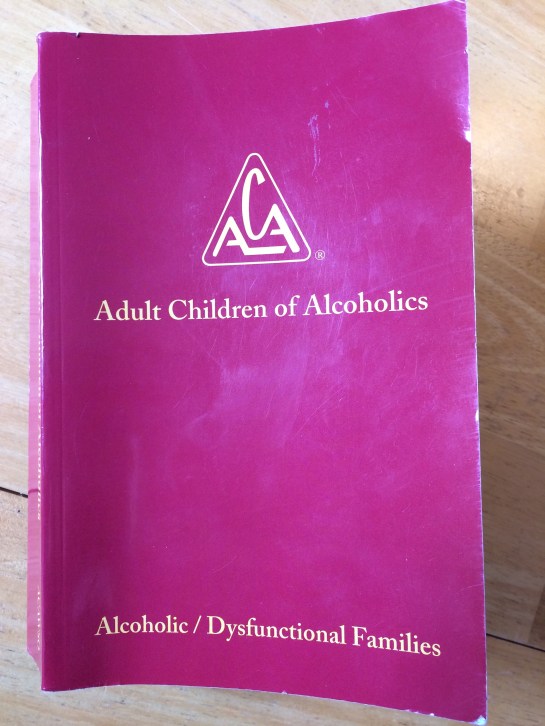 ACA
®
Adult Children of Alcoholics
Alcoholic / Dysfunctional Families